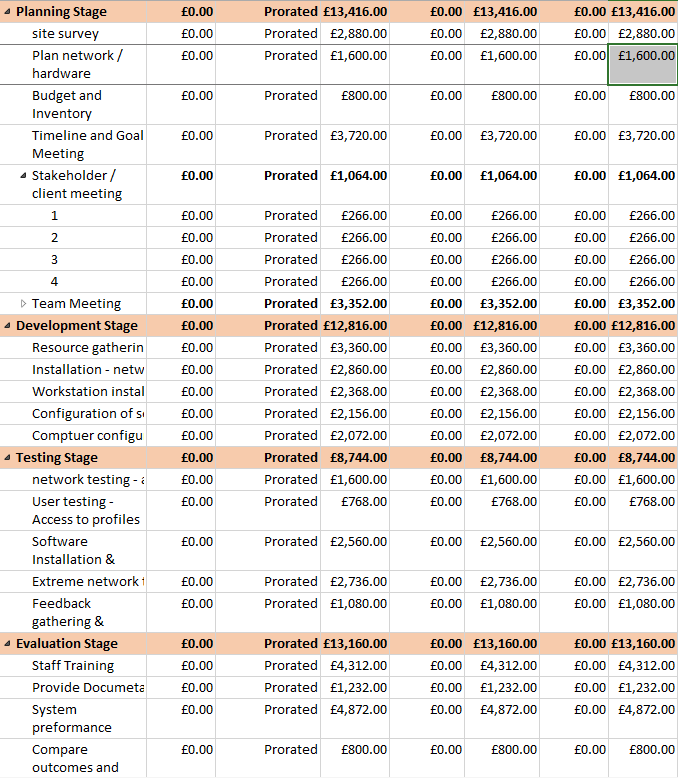 Planning Stage £0.00 Prorated £13,416.00 £0.00 £13,416.00 £0.00 £13,416.00
site survey £0.00 Prorated £2,880.00 £0.00 £2,880.00 £0.00 £2,880.00
Plan network / £0.00 Prorated £1,600.00 £0.00 £1,600.00 £0.00 £1,600.00
hardware
Budget and £0.00 Prorated £800.00 £0.00 £800.00 £0.00 £800.00
Inventory
Timeline and Goal £0.00 Prorated £3,720.00 £0.00 £3,720.00 £0.00 £3,720.00
Meeting
Stakeholder / £0.00 Prorated £1,064.00 £0.00 £1,064.00 £0.00 £1,064.00
client meeting
1 £0.00 Prorated £266.00 £0.00 £266.00 £0.00 £266.00
2 £0.00 Prorated £266.00 £0.00 £266.00 £0.00 £266.00
3 £0.00 Prorated £266.00 £0.00 £266.00 £0.00 £266.00
4 £0.00 Prorated £266.00 £0.00 £266.00 £0.00 £266.00
Team Meeting £0.00 Prorated £3,352.00 £0.00 £3,352.00 £0.00 £3,352.00
Development Stage £0.00 Prorated £12,816.00 £0.00 £12,816.00 £0.00 £12,816.00
Resource gatherin £0.00 Prorated £3,360.00 £0.00 £3,360.00 £0.00 £3,360.00
Installation - netw £0.00 Prorated £2,860.00 £0.00 £2,860.00 £0.00 £2,860.00
Workstation instal £0.00 Prorated £2,368.00 £0.00 £2,368.00 £0.00 £2,368.00
Configuration of s £0.00 Prorated £2,156.00 £0.00 £2,156.00 £0.00 £2,156.00
Comptuer configu £0.00 Prorated £2,072.00 £0.00 £2,072.00 £0.00 £2,072.00
Testing Stage £0.00 Prorated £8,744.00 £0.00 £8,744.00 £0.00 £8,744.00
network testing - £0.00 Prorated £1,600.00 £0.00 £1,600.00 £0.00 £1,600.00
User testing - £0.00 Prorated £768.00 £0.00 £768.00 £0.00 £768.00
Access to profiles
Software £0.00 Prorated £2,560.00 £0.00 £2,560.00 £0.00 £2,560.00
Installation &
Extreme network £0.00 Prorated £2,736.00 £0.00 £2,736.00 £0.00 £2,736.00
Feedback £0.00 Prorated £1,080.00 £0.00 £1,080.00 £0.00 £1,080.00
gathering &
Evaluation Stage £0.00 Prorated £13,160.00 £0.00 £13,160.00 £0.00 £13,160.00
Staff Training £0.00 Prorated £4,312.00 £0.00 £4,312.00 £0.00 £4,312.00
Provide Documeta £0.00 Prorated £1,232.00 £0.00 £1,232.00 £0.00 £1,232.00
System £0.00 Prorated £4,872.00 £0.00 £4,872.00 £0.00 £4,872.00
preformance
Compare £0.00 Prorated £800.00 £0.00 £800.00 £0.00 £800.00
outcomes and